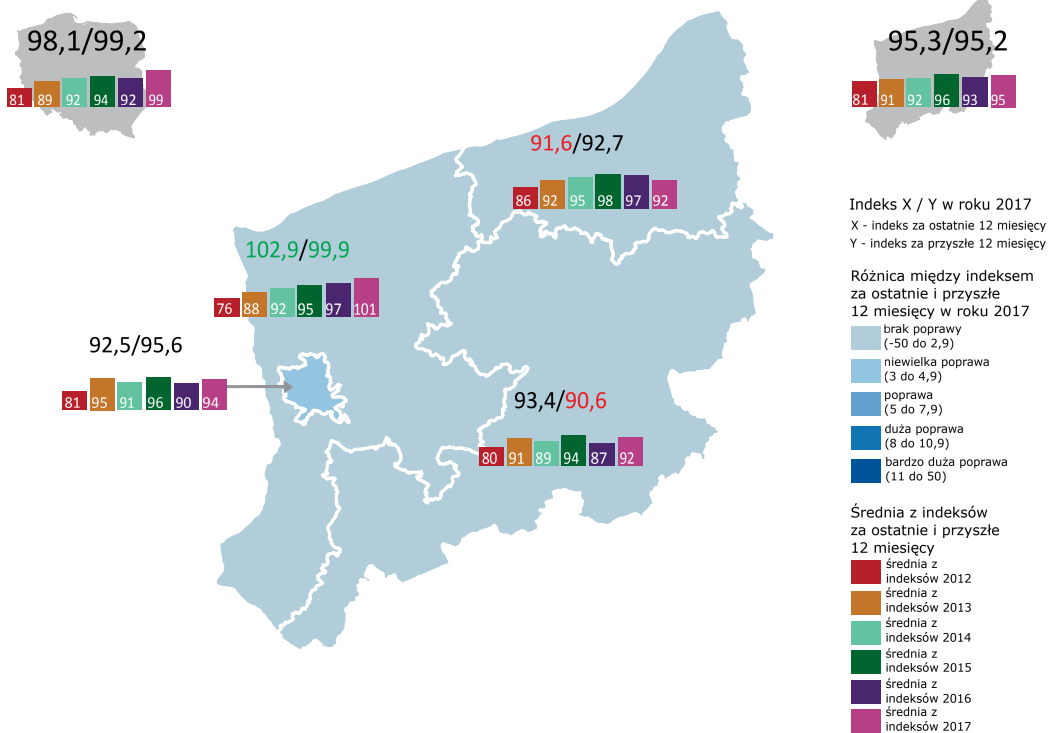 98,1/99,2
81 89 92 94 92 99
95,3/95,2
81 91 92 96 93 95
91,6/92,7
86 92 95 98 97 92
102,9/99,9
76 88 92 95 97 101
92,5/95,6
81 95 91 96 90 94
93,4/90,6
80 91 89 94 87 92
Indeks X / Y w roku 2017
X - indeks za ostatnie 12 miesięcy
Y - indeks za przyszłe 12 miesięcy
Różnica między indeksem
za ostatnie i przyszłe
12 miesięcy w roku 2017
brak poprawy
(-50 do 2,9)
niewielka poprawa
(3 do 4,9)
poprawa
(5 do 7,9)
duża poprawa
(8 do 10,9)
bardzo duża poprawa
(11 do 50)
Średnia z indeksów
za ostatnie i przyszłe
12 miesięcy
średnia z
indeksów 2012
średnia z
indeksów 2013
średnia z
indeksów 2014
średnia z
indeksów 2015
średnia z
indeksów 2016
średnia z
indeksów 2017